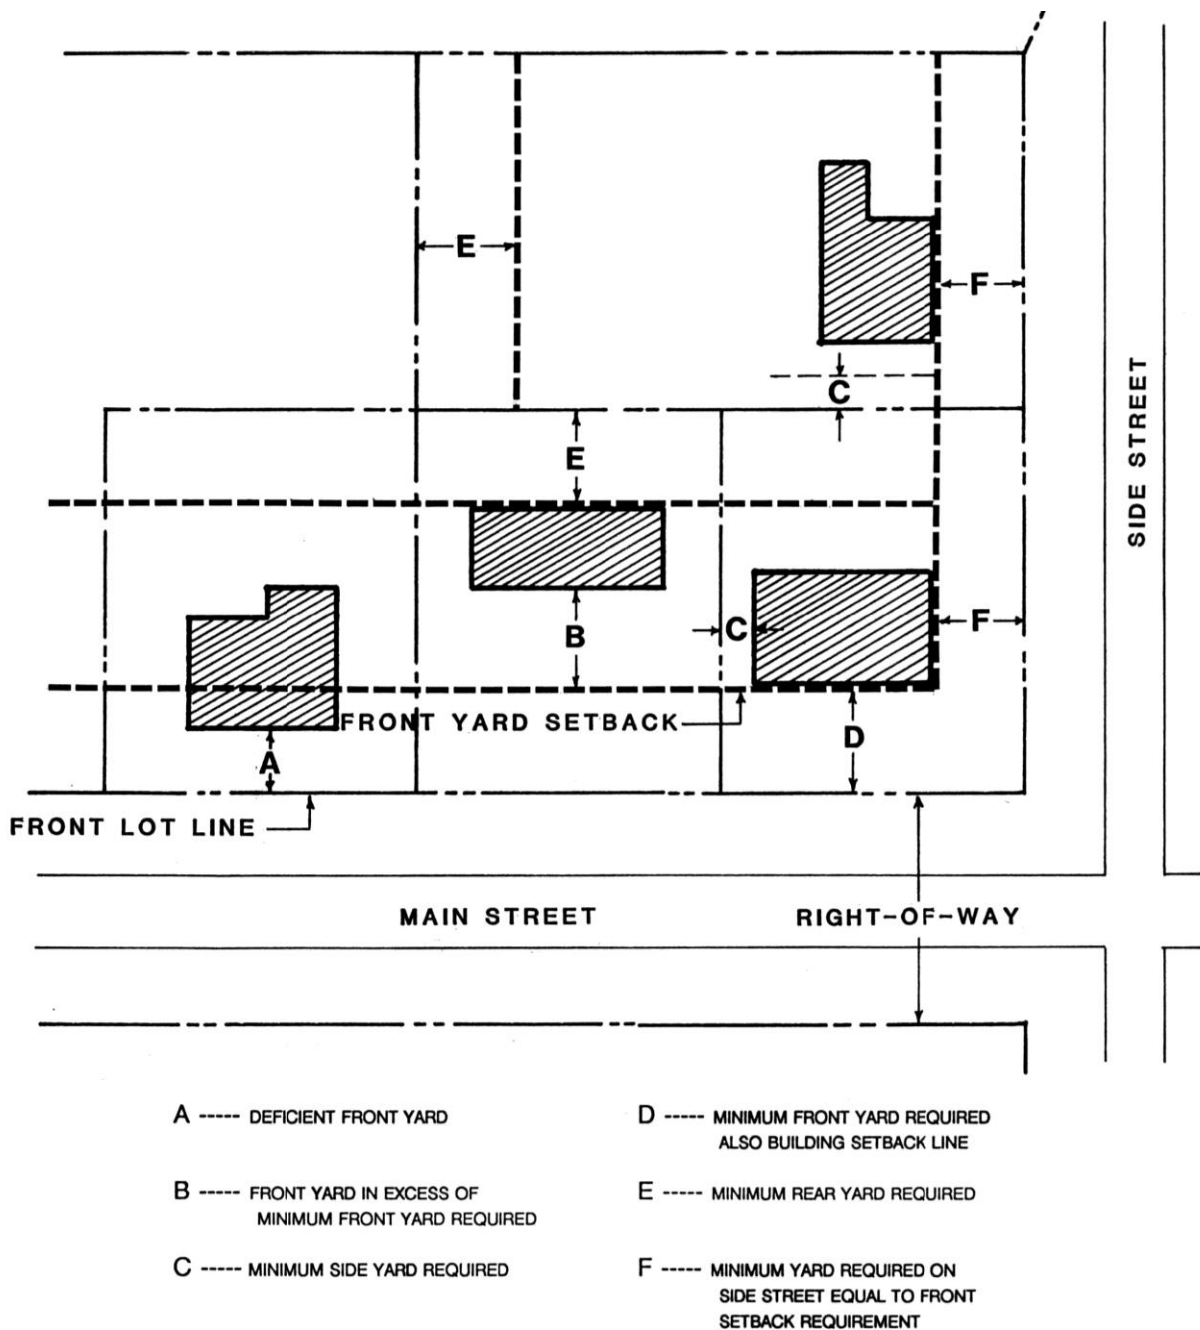 E
F
C
E
SIDE STREET
B
C
F
FRONT YARD SETBACK
A
D
FRONT LOT LINE
MAIN STREET
RIGHT-OF-WAY
A ----- DEFICIENT FRONT YARD
B ----- FRONT YARD IN EXCESS OF
MINIMUM FRONT YARD REQUIRED
C ----- MINIMUM SIDE YARD REQUIRED
D ----- MINIMUM FRONT YARD REQUIRED
ALSO BUILDING SETBACK LINE
E ----- MINIMUM REAR YARD REQUIRED
F ----- MINIMUM YARD REQUIRED ON
SIDE STREET EQUAL TO FRONT
SETBACK REQUIREMENT